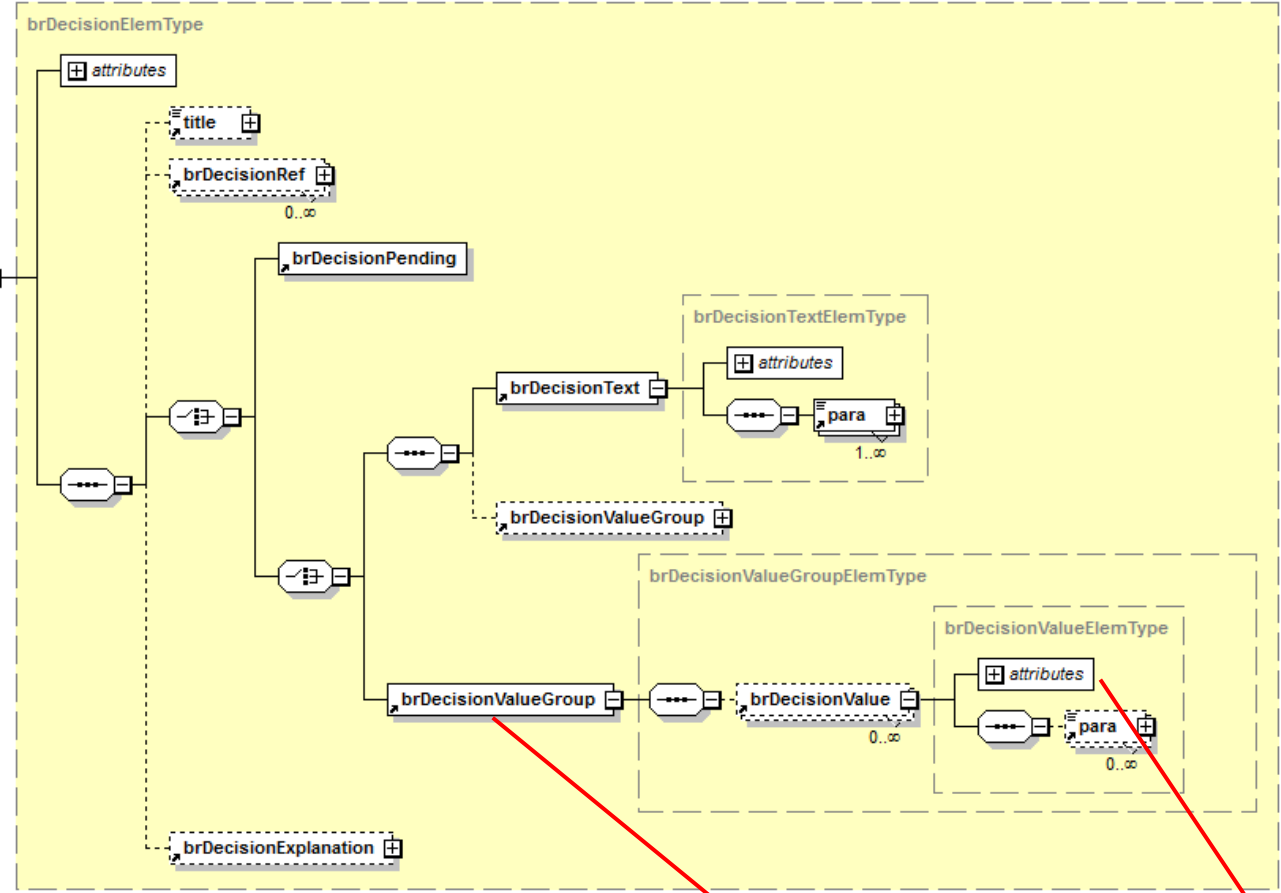 brDecisionElemType
attributes
title
brDecisionRef
0..∞
brDecisionPending
brDecisionTextElemType
attributes
brDecisionText
para
1..∞
brDecisionValueGroup
brDecisionValueGroupElemType
brDecisionValueElemType
attributes
brDecisionValueGroup
brDecisionValue
0..∞
para
0..∞
brDecisionExplanation